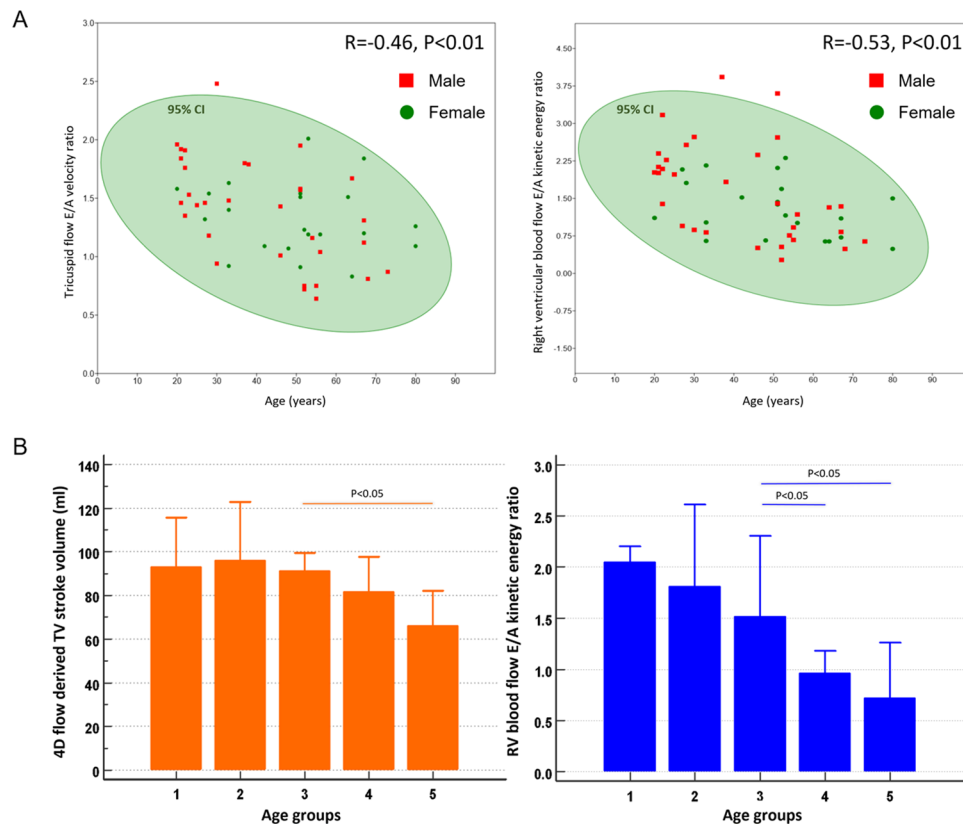 A
R=-0.46, P<0.01
Male
Female
95% CI
Tricuspid flow E/A velocity ratio
3.0
2.5
2.0
1.5
1.0
0.5
0.0
0 10 20 30 40 50 60 70 80 90
Age (years)
R=-0.53, P<0.01
Male
Female
95% CI
Right ventricular blood flow E/A kinetic energy ratio
4.50
3.75
3.00
2.25
1.50
0.75
0.00
-0.75
-1.50
0 10 20 30 40 50 60 70 80 90
Age (years)
B
4D flow derived TV stroke volume (ml)
140
120
100
80
60
40
20
0
P<0.05
1 2 3 4 5
Age groups
RV blood flow E/A kinetic energy ratio
3.0
2.5
2.0
1.5
1.0
0.5
0.0
P<0.05
P<0.05
1 2 3 4 5
Age groups